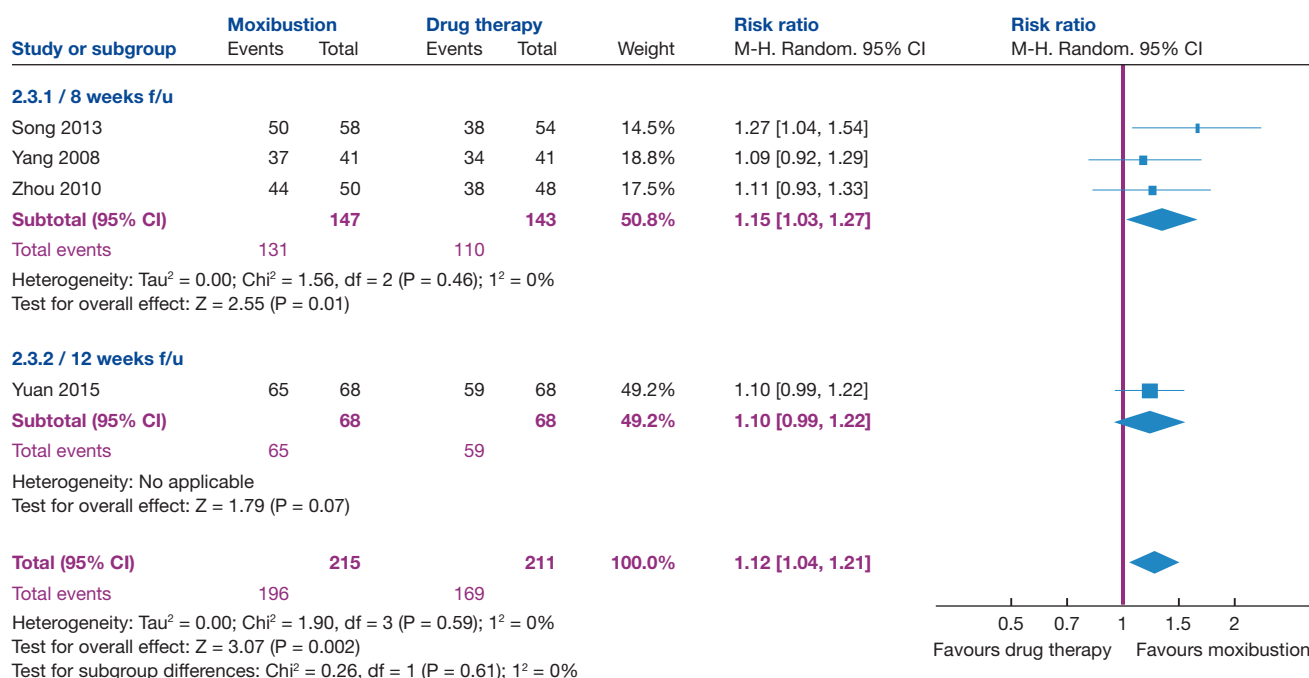 Moxibustion Drug therapy Risk ratio Risk ratio
Study or subgroup Events Total Events Total Weight M-H. Random. 95% CI M-H. Random. 95% CI
2.3.1 / 8 weeks f/u
Song 2013 50 58 38 54 14.5% 1.27 [1.04, 1.54]
Yang 2008 37 41 34 41 18.8% 1.09 [0.92, 1.29]
Zhou 2010 44 50 38 48 17.5% 1.11 [0.93, 1.33]
Subtotal (95% CI) 147 143 50.8% 1.15 [1.03, 1.27]
Total events 131 110
Heterogeneity: Tau² = 0.00; Chi² = 1.56, df = 2 (P = 0.46); 1² = 0%
Test for overall effect: Z = 2.55 (P = 0.01)
2.3.2 / 12 weeks f/u
Yuan 2015 65 68 59 68 49.2% 1.10 [0.99, 1.22]
Subtotal (95% CI) 68 68 49.2% 1.10 [0.99, 1.22]
Total events 65 59
Heterogeneity: No applicable
Test for overall effect: Z = 1.79 (P = 0.07)
Total (95% CI) 215 211 100.0% 1.12 [1.04, 1.21]
Total events 196 169
Heterogeneity: Tau² = 0.00; Chi² = 1.90, df = 3 (P = 0.59); 1² = 0%
Test for overall effect: Z = 3.07 (P = 0.002)
Test for subgroup differences: Chi² = 0.26, df = 1 (P = 0.61); 1² = 0%
0.5 0.7 1 1.5 2
Favours drug therapy Favours moxibustion